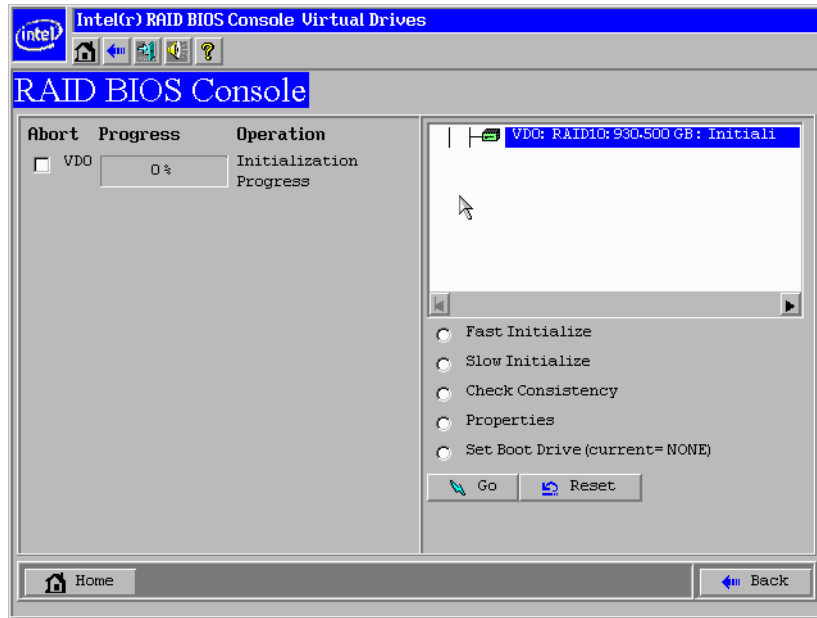 Intel(r) RAID BIOS Console Virtual Drives
intel
RAID BIOS Console
Abort Progress Operation
VD0 0 % Initialization
Progress
VD0: RAID10: 930.500 GB: Initiali
Fast Initialize
Slow Initialize
Check Consistency
Properties
Set Boot Drive (current= NONE)
Go Reset
Home Back